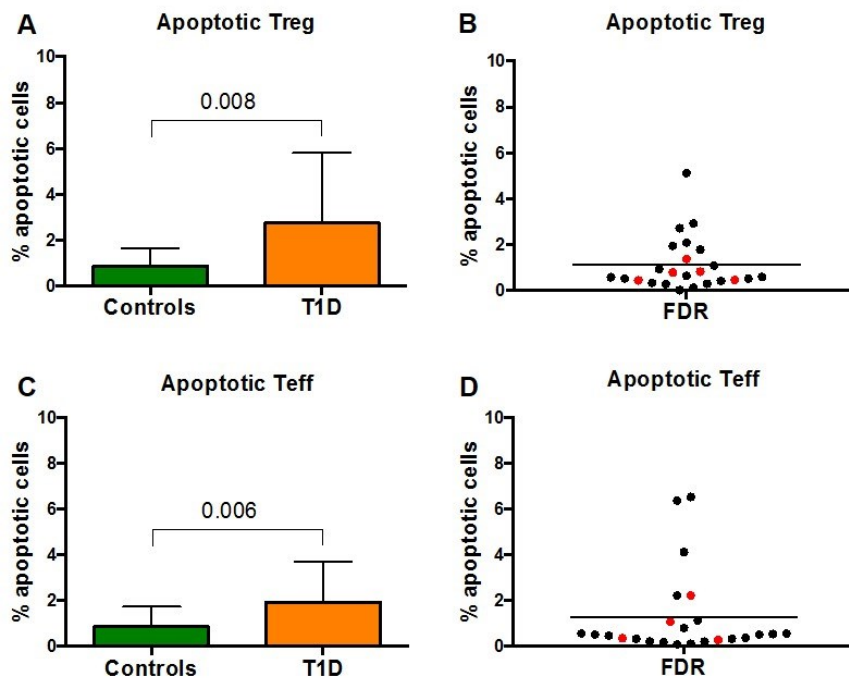 A
Apoptotic Treg
% apoptotic cells
10
8
6
4
2
0
0.008
Controls
T1D
B
Apoptotic Treg
% apoptotic cells
10
8
6
4
2
0
FDR
C
Apoptotic Teff
% apoptotic cells
10
8
6
4
2
0
0.006
Controls
T1D
D
Apoptotic Teff
% apoptotic cells
10
8
6
4
2
0
FDR